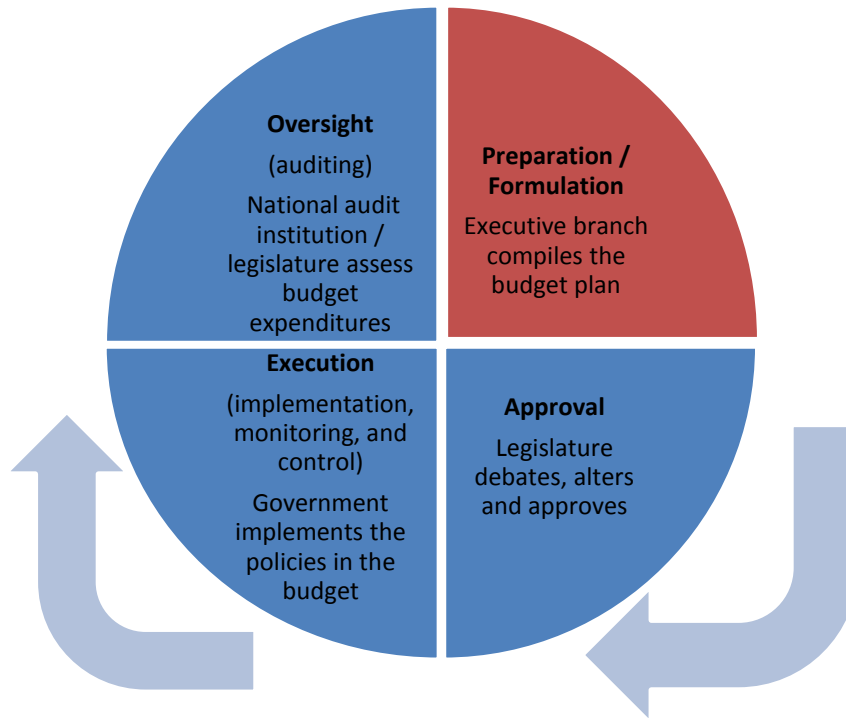 Oversight
(auditing)
National audit
institution /
legislature assess
budget
expenditures
Preparation /
Formulation
Executive branch
compiles the
budget plan
Execution
(implementation,
monitoring, and
control)
Government
implements the
policies in the
budget
Approval
Legislature
debates, alters
and approves